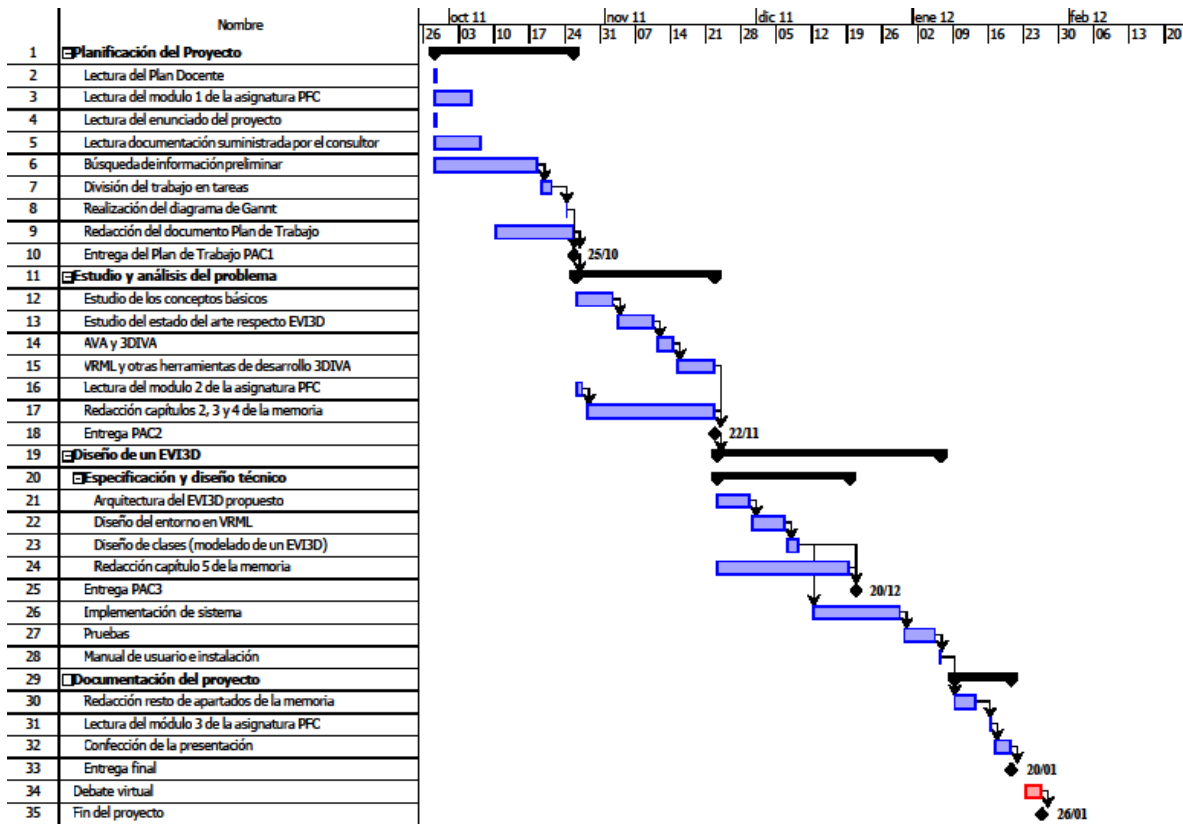 Nombre
oct 11 nov 11 dic 11 ene 12 feb 12
26 03 10 17 24 31 07 14 21 28 05 12 19 26 02 09 16 23 30 06 13 20
1 Planificación del Proyecto
2 Lectura del Plan Docente
3 Lectura del modulo 1 de la asignatura PFC
4 Lectura del enunciado del proyecto
5 Lectura documentación suministrada por el consultor
6 Búsqueda de información preliminar
7 División del trabajo en tareas
8 Realización del diagrama de Gannt
9 Redacción del documento Plan de Trabajo
10 Entrega del Plan de Trabajo PAC1 25/10
11 Estudio y análisis del problema
12 Estudio de los conceptos básicos
13 Estudio del estado del arte respecto EVI3D
14 AVA y 3DIVA
15 VRML y otras herramientas de desarrollo 3DIVA
16 Lectura del modulo 2 de la asignatura PFC
17 Redacción capítulos 2, 3 y 4 de la memoria
18 Entrega PAC2 22/11
19 Diseño de un EVI3D
20 Especificación y diseño técnico
21 Arquitectura del EVI3D propuesto
22 Diseño del entorno en VRML
23 Diseño de clases (modelado de un EVI3D)
24 Redacción capítulo 5 de la memoria
25 Entrega PAC3 20/12
26 Implementación de sistema
27 Pruebas
28 Manual de usuario e instalación
29 Documentación del proyecto
30 Redacción resto de apartados de la memoria
31 Lectura del módulo 3 de la asignatura PFC
32 Confección de la presentación
33 Entrega final 20/01
34 Debate virtual
35 Fin del proyecto 26/01